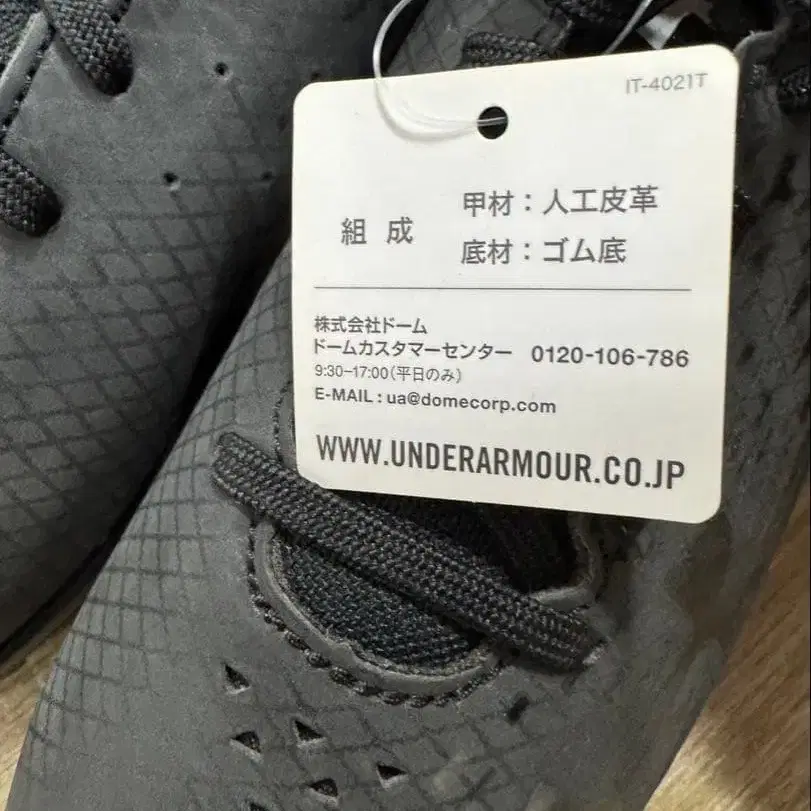 IT-4021T
組成
甲材：人工皮革
底材：ゴム底
株式会社ドーム
ドームカスタマーセンター 0120-106-786
9:30-17:00（平日のみ）
E-MAIL : ua@domecorp.com
WWW.UNDERARMOUR.CO.JP